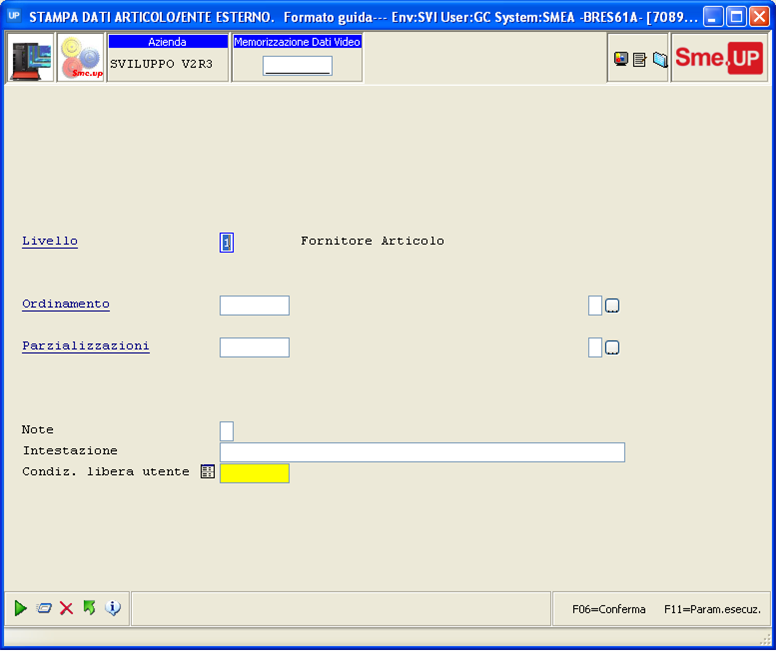 UP STAMPA DATI ARTICOLO/ENTE ESTERNO. Formato guida--- Env:SVI User:GC System:SMEA -BRES61A- [7089...
Sme.up
Azienda
SVILUPPO V2R3
Memorizzazione Dati Video
Sme.UP
Livello 1 Fornitore Articolo
Ordinamento
...
Parzializzazioni
...
Note
Intestazione
Condiz. libera utente
F06=Conferma F11=Param.esecuz.